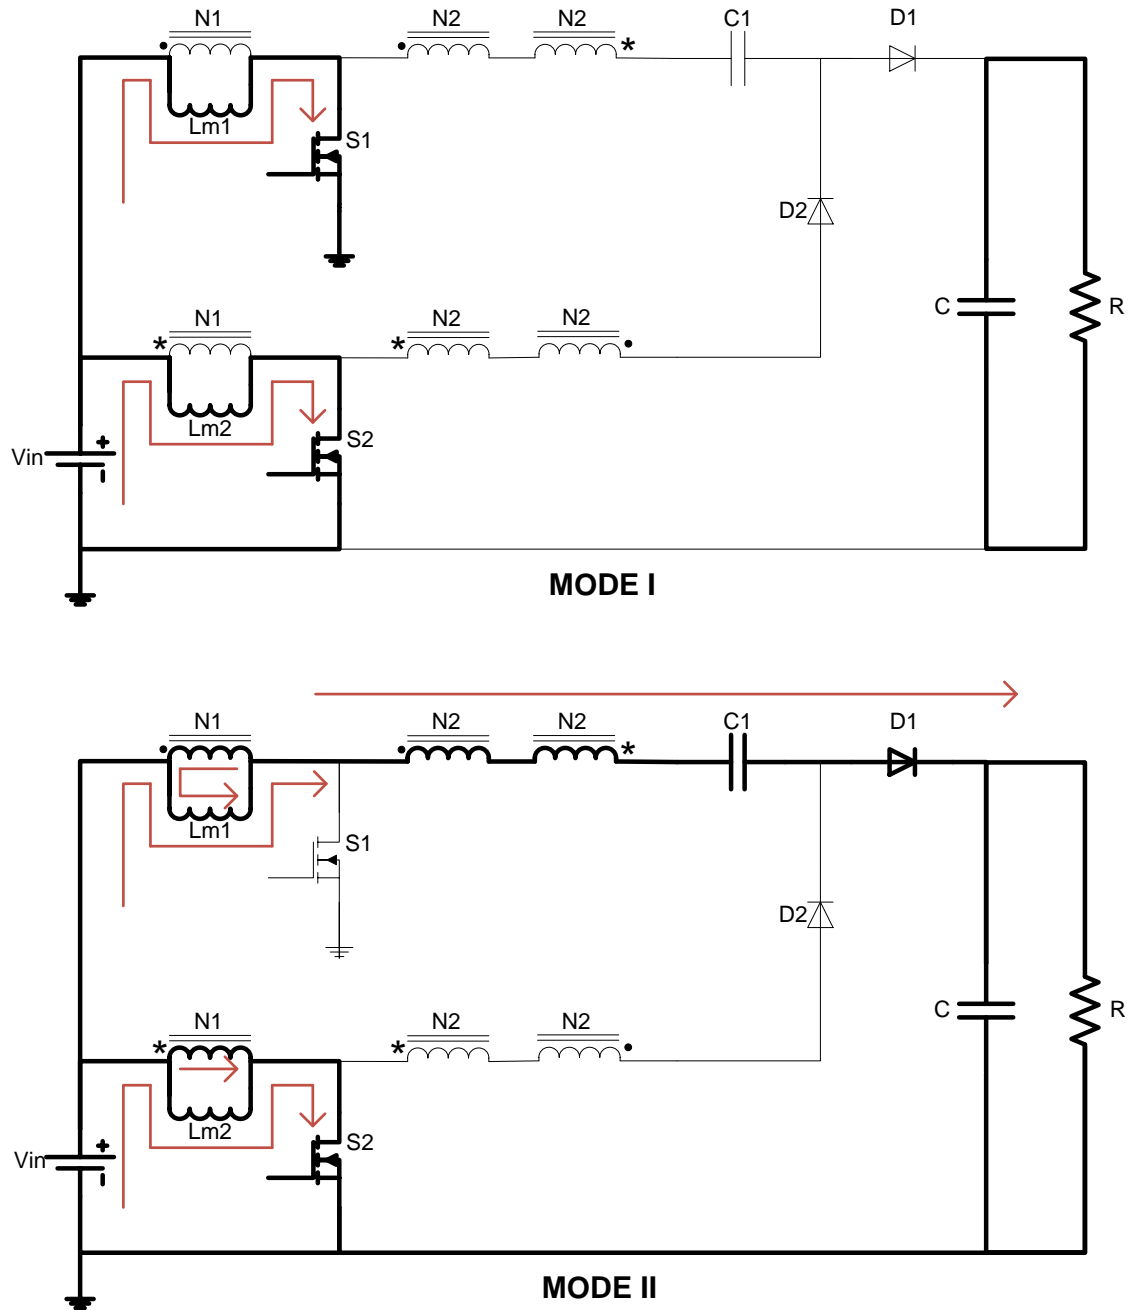 N1 N2 N2 C1 D1
Lm1
S1
D2
N1 N2 N2
C R
Lm2
S2
Vin
MODE I
N1 N2 N2 C1 D1
Lm1
S1
D2
N1 N2 N2
C R
Lm2
S2
Vin
MODE II